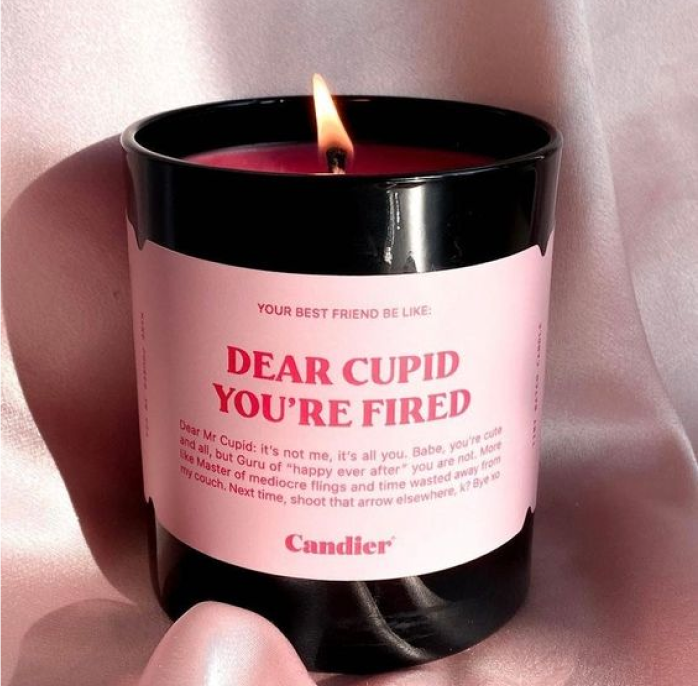 YOUR BEST FRIEND BE LIKE:
DEAR CUPID
YOU'RE FIRED
Dear Mr Cupid: it's not me, it's all you. Babe, you're cute
and all, but Guru of "happy ever after" you are not. More
like Master of mediocre flings and time wasted away from
my couch. Next time, shoot that arrow elsewhere, k? Bye xo
Candier